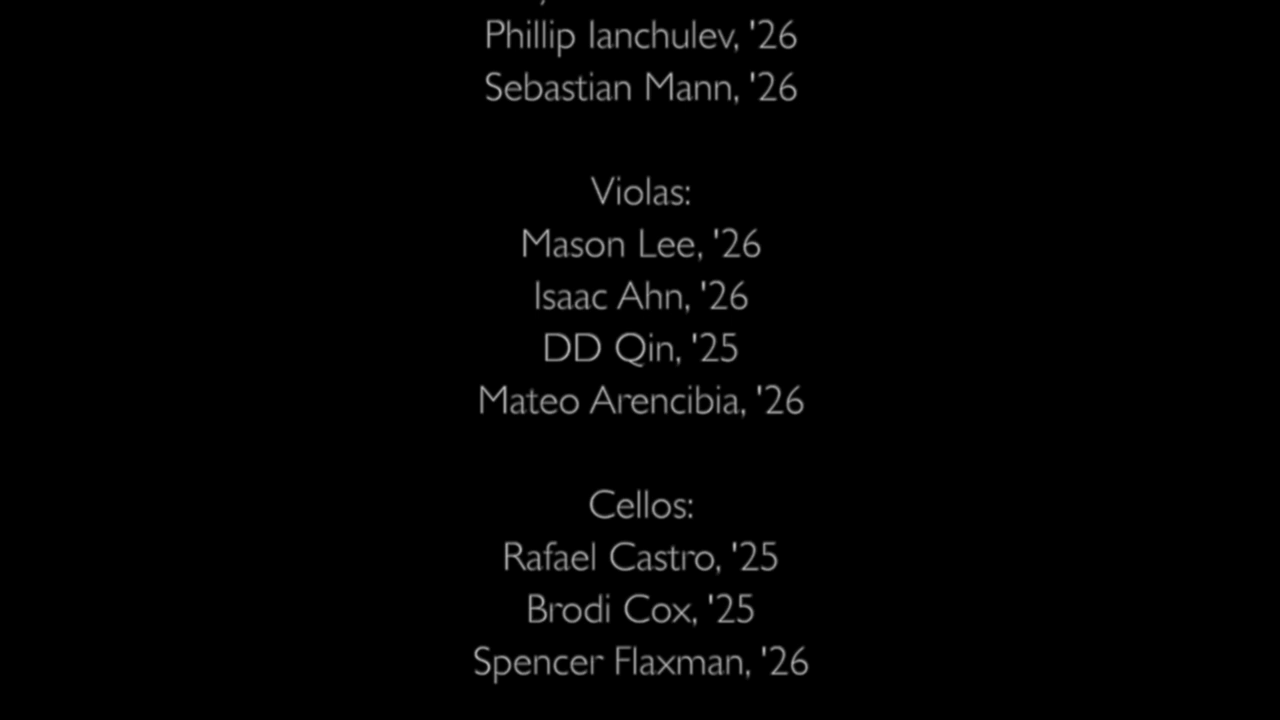 Phillip Ianchulev, '26
Sebastian Mann, '26
Violas:
Mason Lee, '26
Isaac Ahn, '26
DD Qin, '25
Mateo Arencibia, '26
Cellos:
Rafael Castro, '25
Brodi Cox, '25
Spencer Flaxman, '26